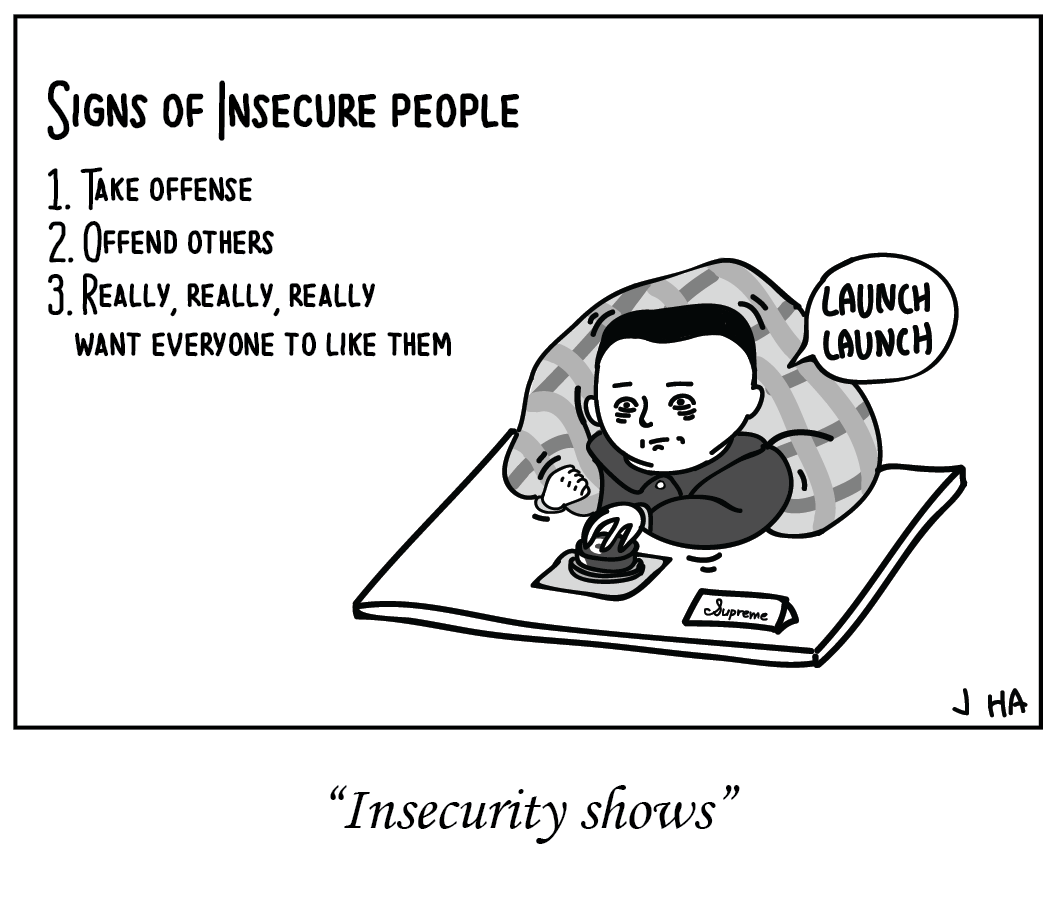 Signs of Insecure people
1. Take offense
2. Offend others
3. Really, really, really
want everyone to like them
LAUNCH
LAUNCH
Supreme
J HA
“Insecurity shows”